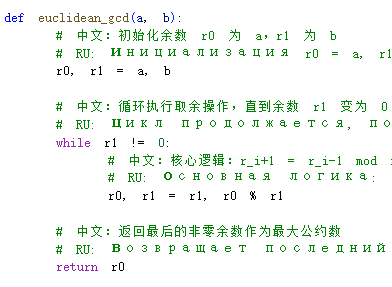 def euclidean_gcd(a, b):
# 中文: 初始化余数 r0 为 a，r1 为 b
# RU: Инициализация r0 = a, r1
r0, r1 = a, b
# 中文: 循环执行取余操作，直到余数 r1 变为 0
# RU: Цикл продолжается, по
while r1 != 0:
# 中文: 核心逻辑: r_i+1 = r_i-1 mod
# RU: Основная логика:
r0, r1 = r1, r0 % r1
# 中文: 返回最后的非零余数作为最大公约数
# RU: Возвращает последний
return r0